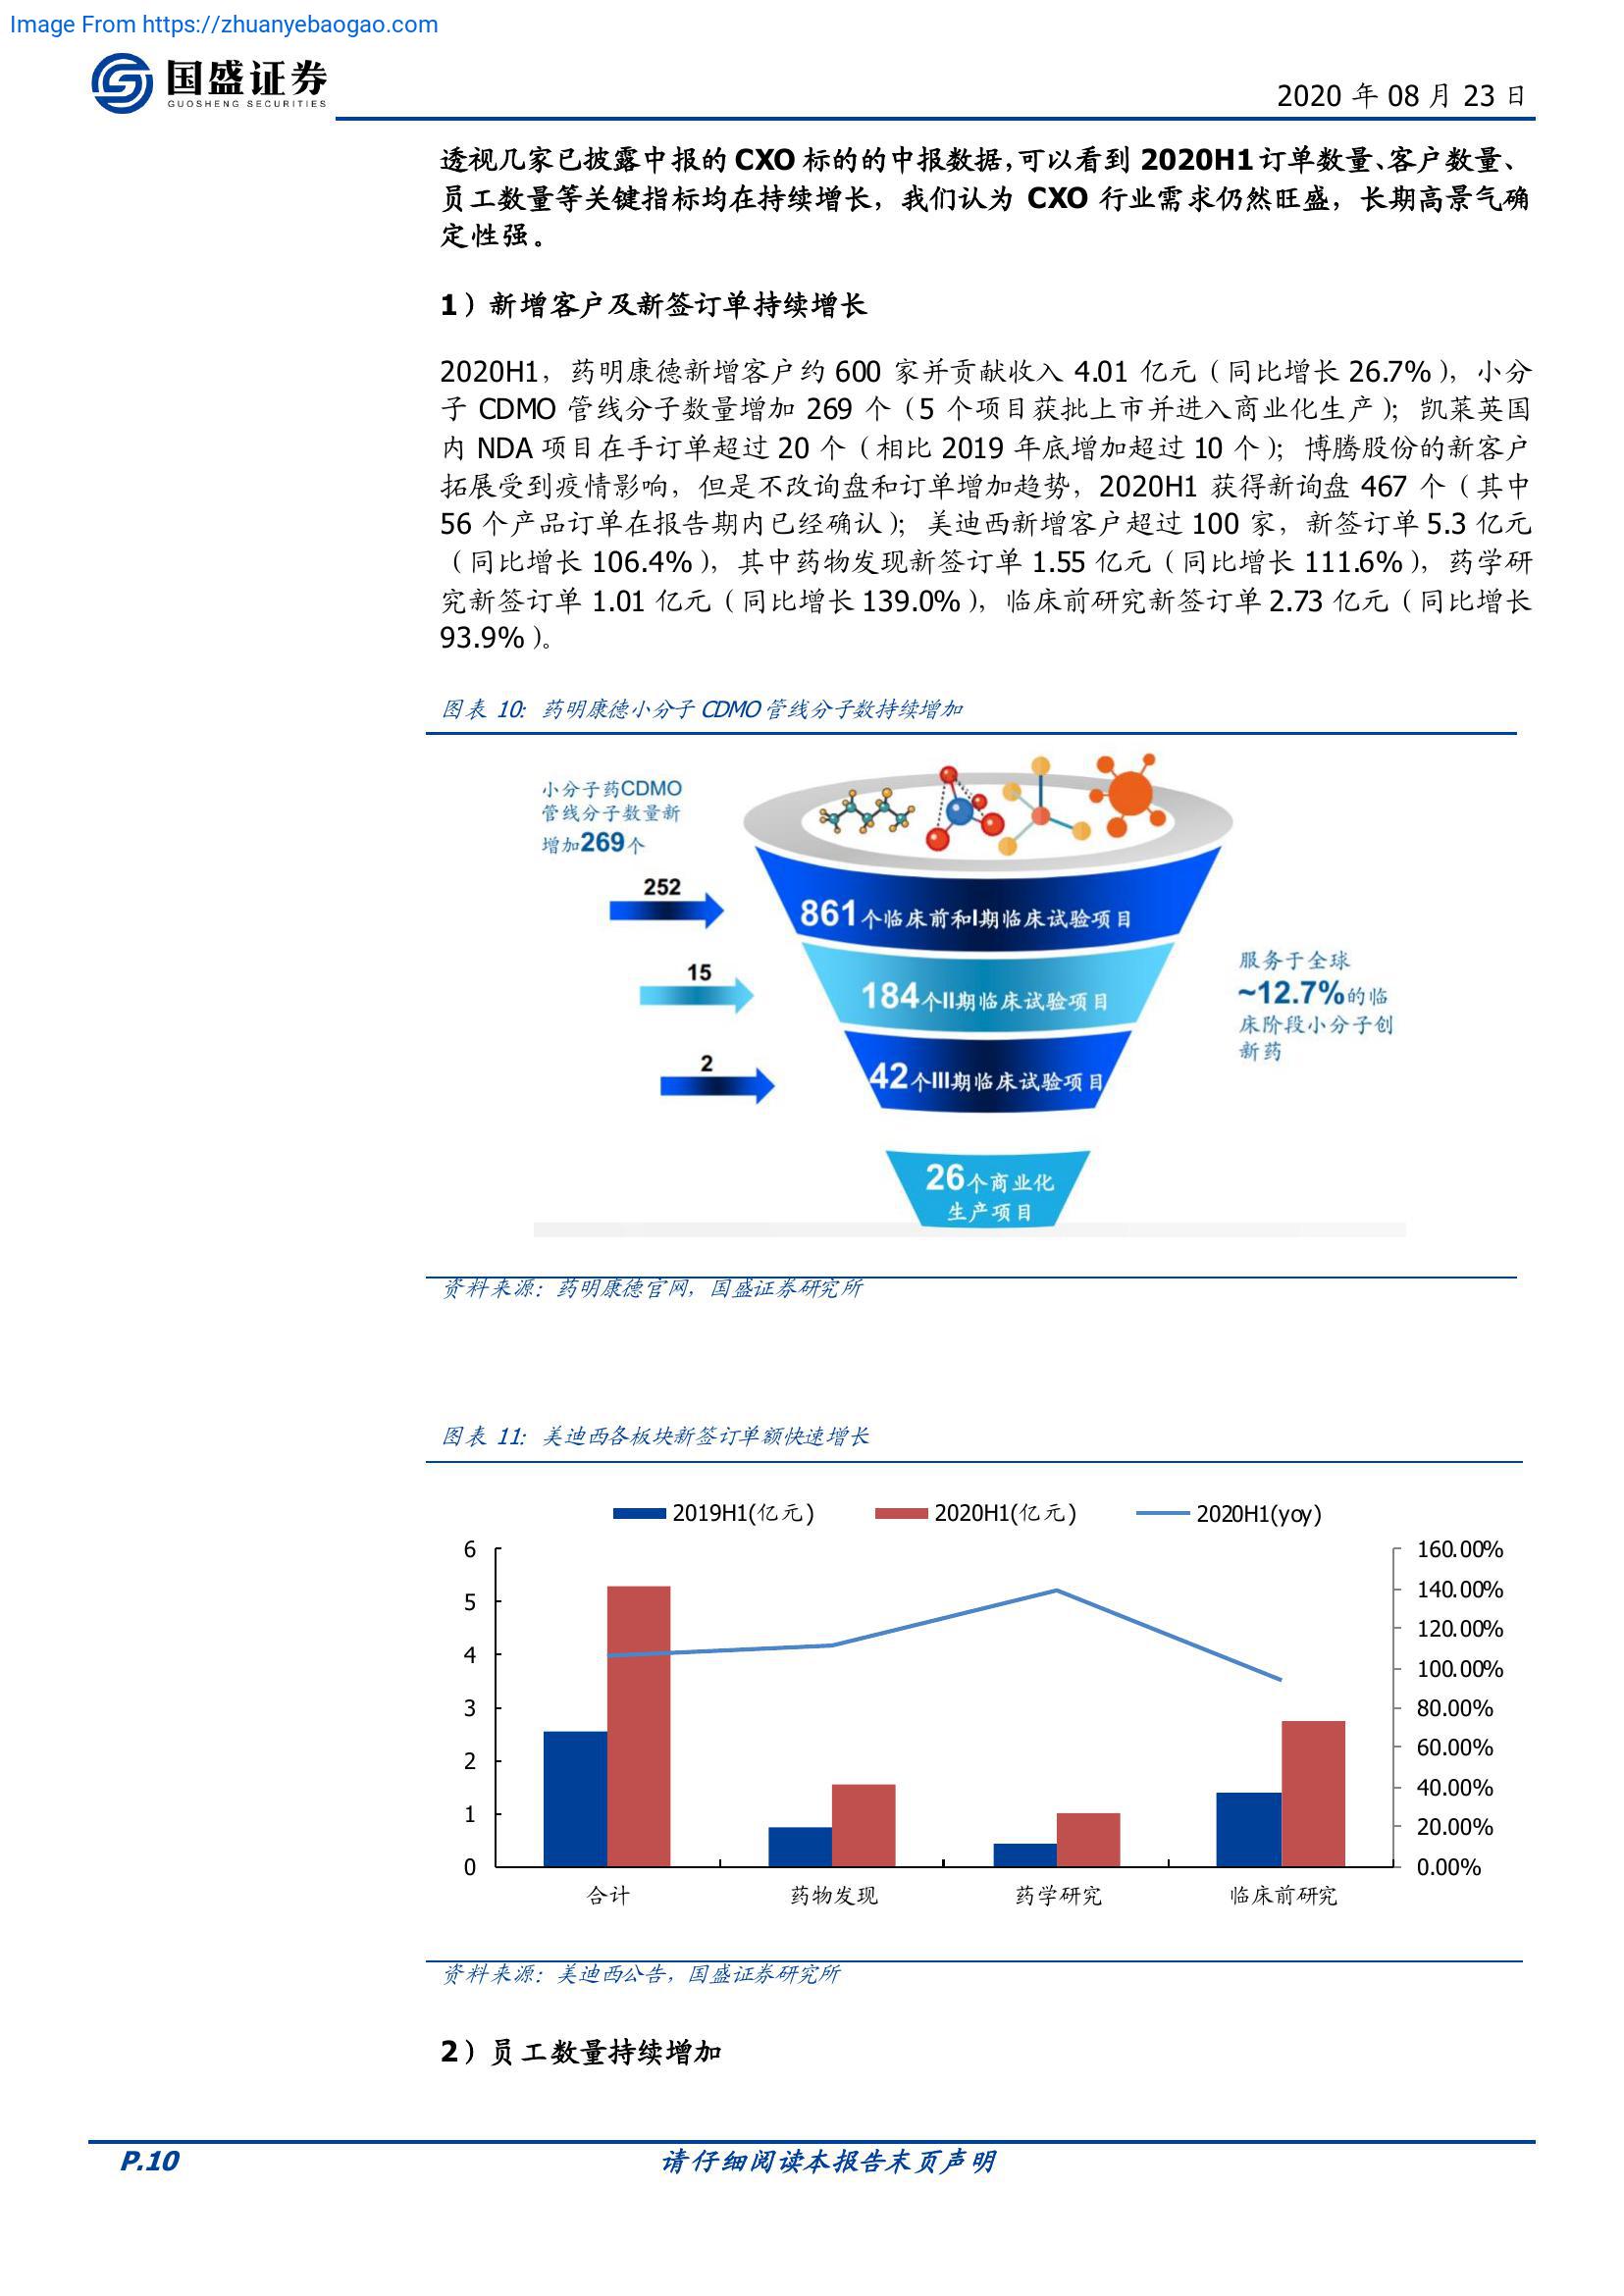 Image From https://zhuanyebaogao.com
国盛证券
GUOSHENG SECURITIES
2020 年 08 月 23 日
透视几家已披露中报的 CXO 标的的中报数据，可以看到 2020H1 订单数量、客户数量、
员工数量等关键指标均在持续增长，我们认为 CXO 行业需求仍然旺盛，长期高景气确
定性强。
1）新增客户及新签订单持续增长
2020H1，药明康德新增客户约 600 家并贡献收入 4.01 亿元（同比增长 26.7%），小分
子 CDMO 管线分子数量增加 269 个（5 个项目获批上市并进入商业化生产）；凯莱英国
内 NDA 项目在手订单超过 20 个（相比 2019 年底增加超过 10 个）；博腾股份的新客户
拓展受到疫情影响，但是不改询盘和订单增加趋势，2020H1 获得新询盘 467 个（其中
56 个产品订单在报告期内已经确认）；美迪西新增客户超过 100 家，新签订单 5.3 亿元
（同比增长 106.4%），其中药物发现新签订单 1.55 亿元（同比增长 111.6%），药学研
究新签订单 1.01 亿元（同比增长 139.0%），临床前研究新签订单 2.73 亿元（同比增长
93.9%）。
图表 10：药明康德小分子 CDMO 管线分子数持续增加
小分子药CDMO
管线分子数量新
增加269个
252
861个临床前和I期临床试验项目
15
184个II期临床试验项目
服务于全球
~12.7%的临
床阶段小分子创
新药
2
42个III期临床试验项目
26个商业化
生产项目
资料来源：药明康德官网，国盛证券研究所
图表 11：美迪西各板块新签订单额快速增长
2019H1(亿元) 2020H1(亿元) 2020H1(yoy)
6 160.00%
140.00%
5
120.00%
4
100.00%
3 80.00%
60.00%
2
40.00%
1
20.00%
0 0.00%
合计 药物发现 药学研究 临床前研究
资料来源：美迪西公告，国盛证券研究所
2）员工数量持续增加
P.10 请仔细阅读本报告末页声明